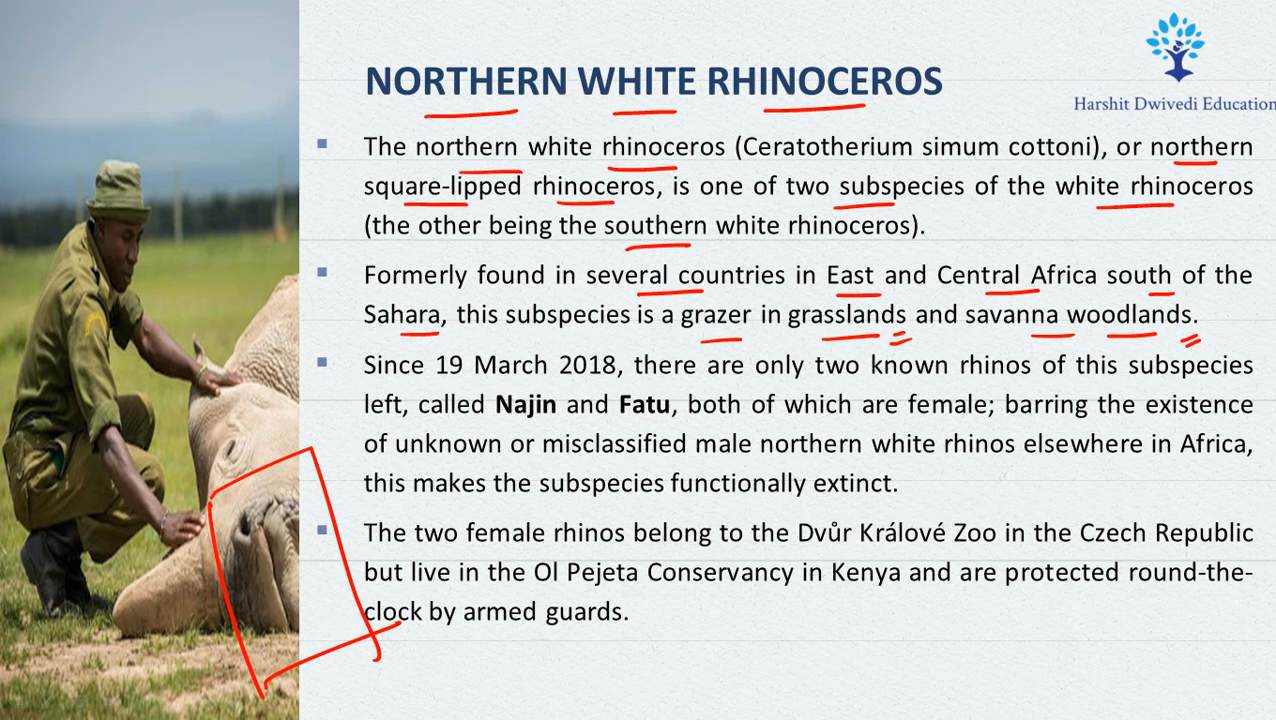 NORTHERN WHITE RHINOCEROS
Harshit Dwivedi Education
▪ The northern white rhinoceros (Ceratotherium simum cottoni), or northern
square-lipped rhinoceros, is one of two subspecies of the white rhinoceros
(the other being the southern white rhinoceros).
▪ Formerly found in several countries in East and Central Africa south of the
Sahara, this subspecies is a grazer in grasslands and savanna woodlands.
▪ Since 19 March 2018, there are only two known rhinos of this subspecies
left, called Najin and Fatu, both of which are female; barring the existence
of unknown or misclassified male northern white rhinos elsewhere in Africa,
this makes the subspecies functionally extinct.
▪ The two female rhinos belong to the Dvůr Králové Zoo in the Czech Republic
but live in the Ol Pejeta Conservancy in Kenya and are protected round-the-
clock by armed guards.